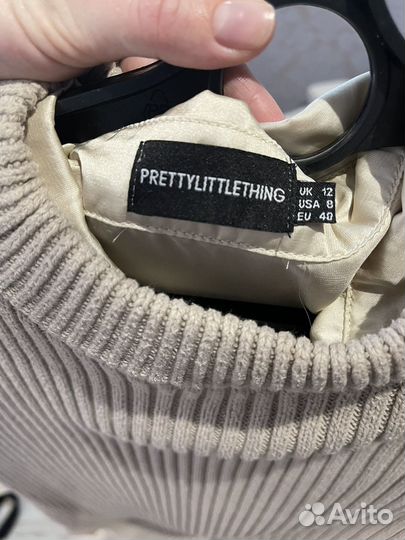 PRETTYLITTLETHING
UK 12
USA 8
EU 40
Avito